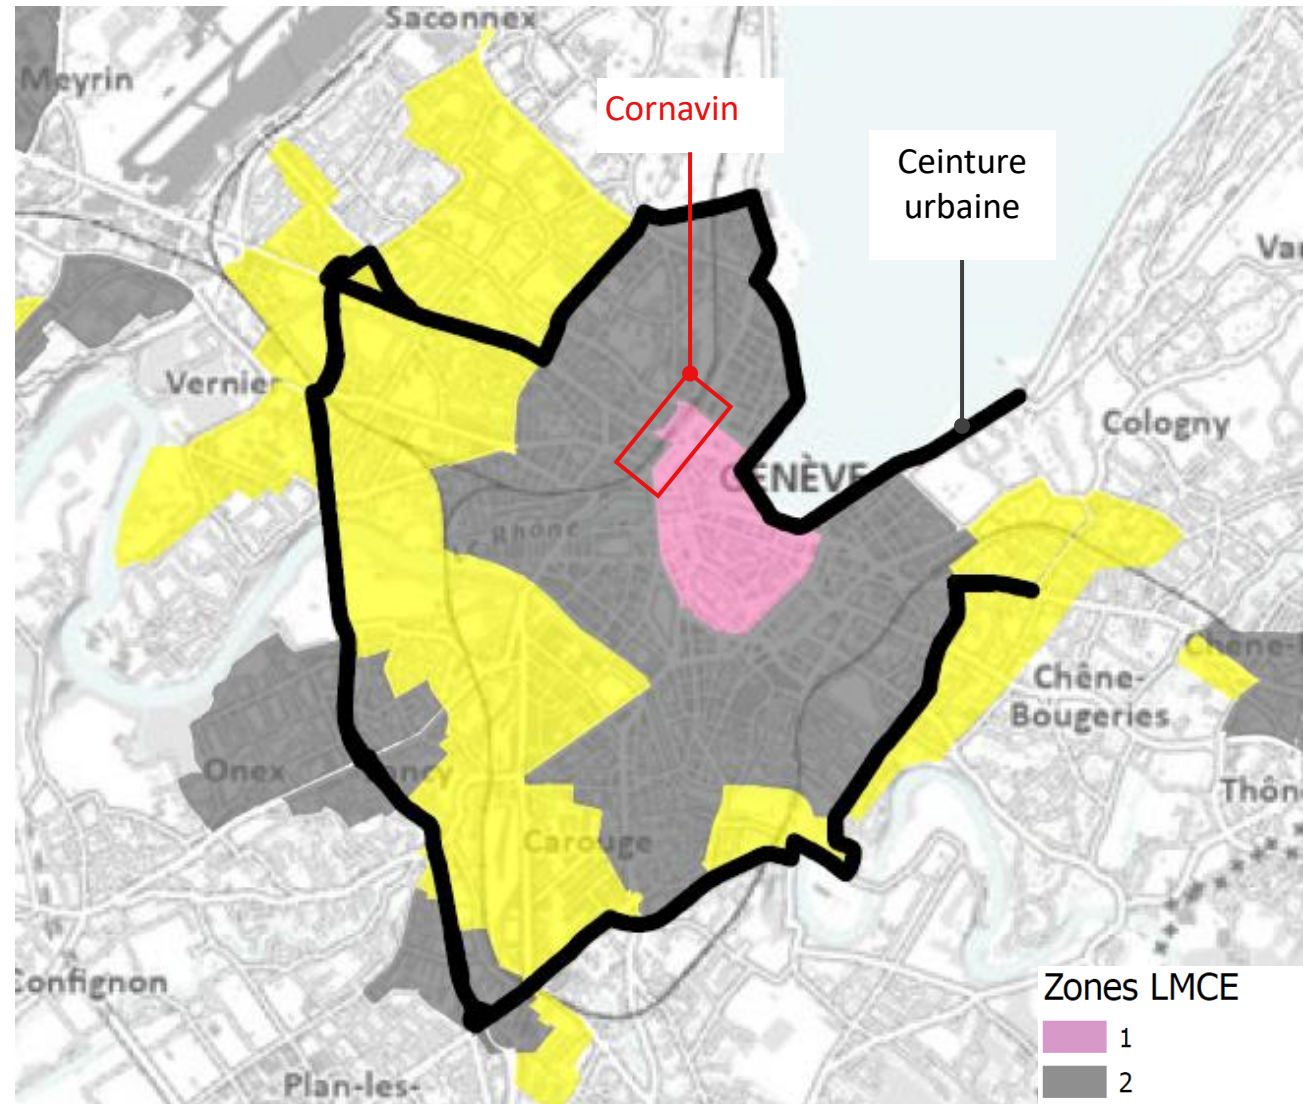 Saconnex
Meyrin
Cornavin
Ceinture
urbaine
Vernier
Cologny
GENÈVE
Rhône
Chêne-
Bougeries
Onex
Carouge
Confignon
Plan-les-
Zones LMCE
1
2